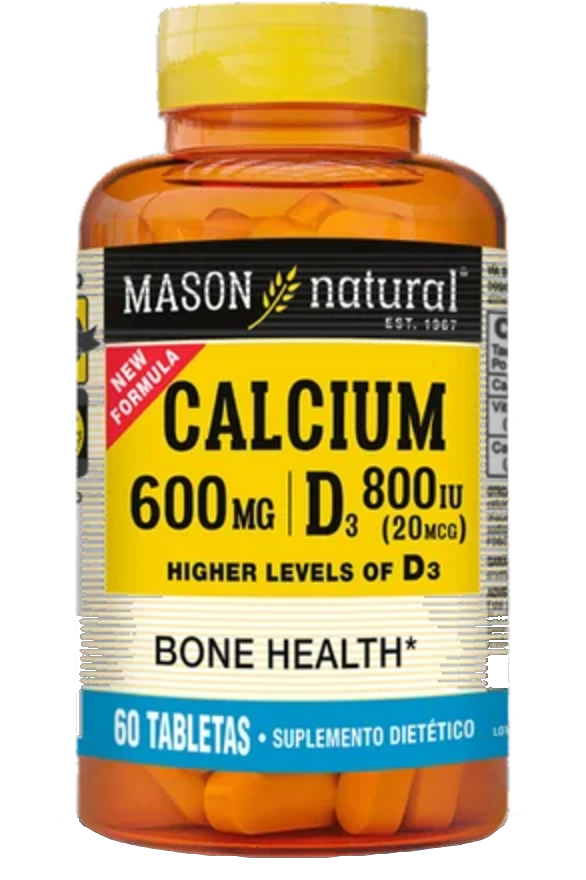 MASON natural
EST. 1967
NEW
FORMULA
CALCIUM
600MG | D3 800IU
(20MCG)
HIGHER LEVELS OF D3
BONE HEALTH*
60 TABLETAS • SUPLEMENTO DIETÉTICO